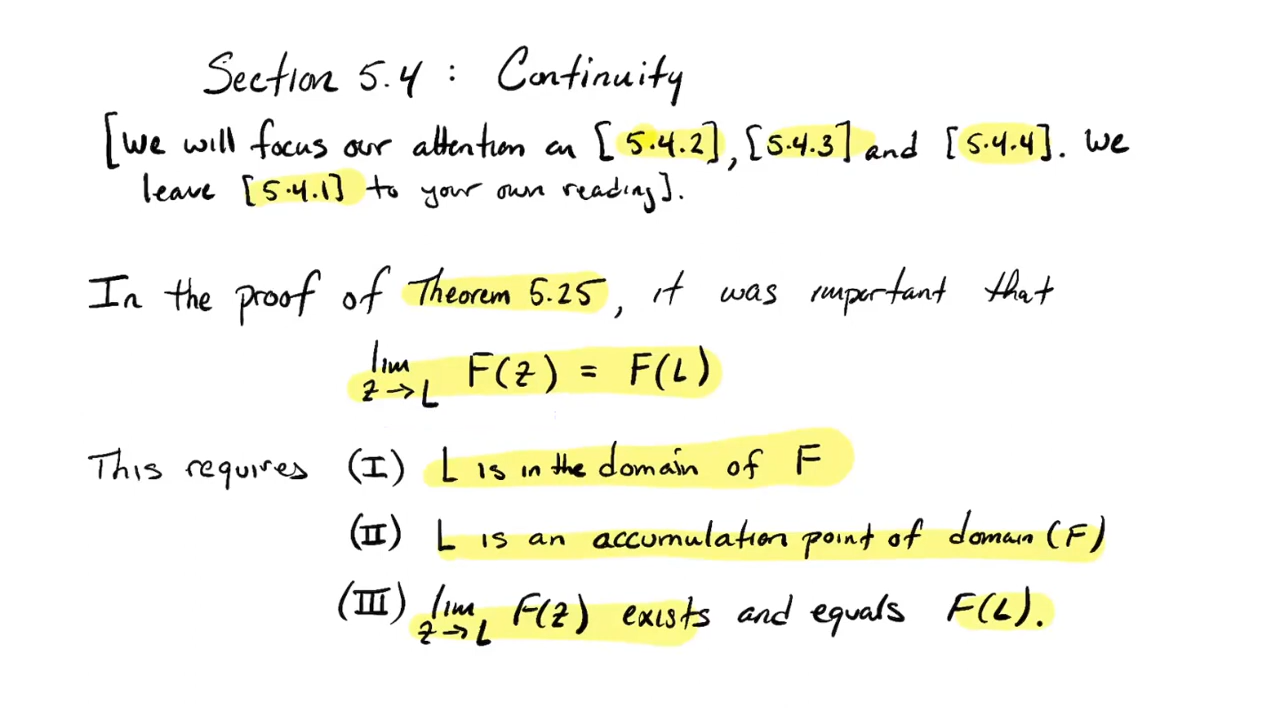 Section 5.4 : Continuity
[We will focus our attention on [5.4.2], [5.4.3] and [5.4.4]. We
leave [5.4.1] to your own reading].
In the proof of Theorem 5.25, it was important that
lim F(z) = F(L)
z→L
This requires (I) L is in the domain of F
(II) L is an accumulation point of domain (F)
(III) lim F(z) exists and equals F(L).
z→L